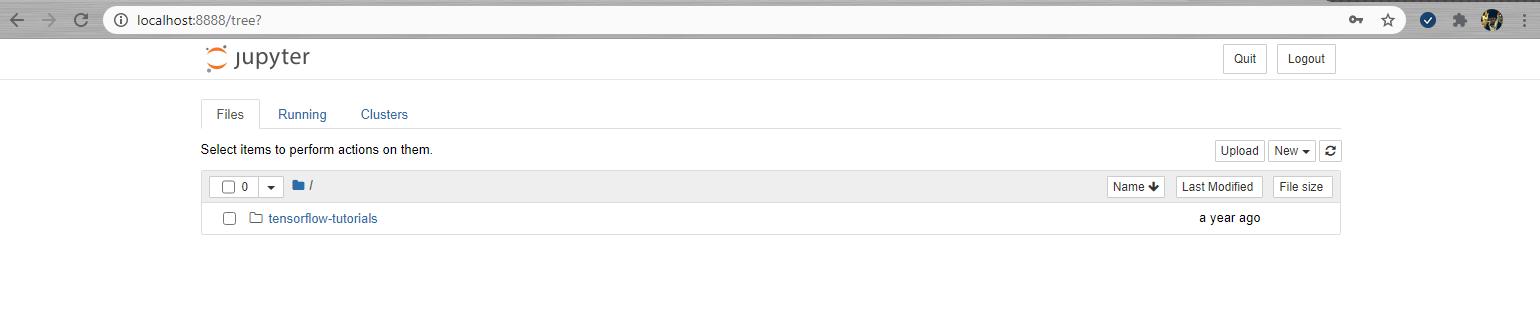 localhost:8888/tree?
jupyter
Quit Logout
Files Running Clusters
Select items to perform actions on them.
Upload New
0 / Name Last Modified File size
tensorflow-tutorials a year ago